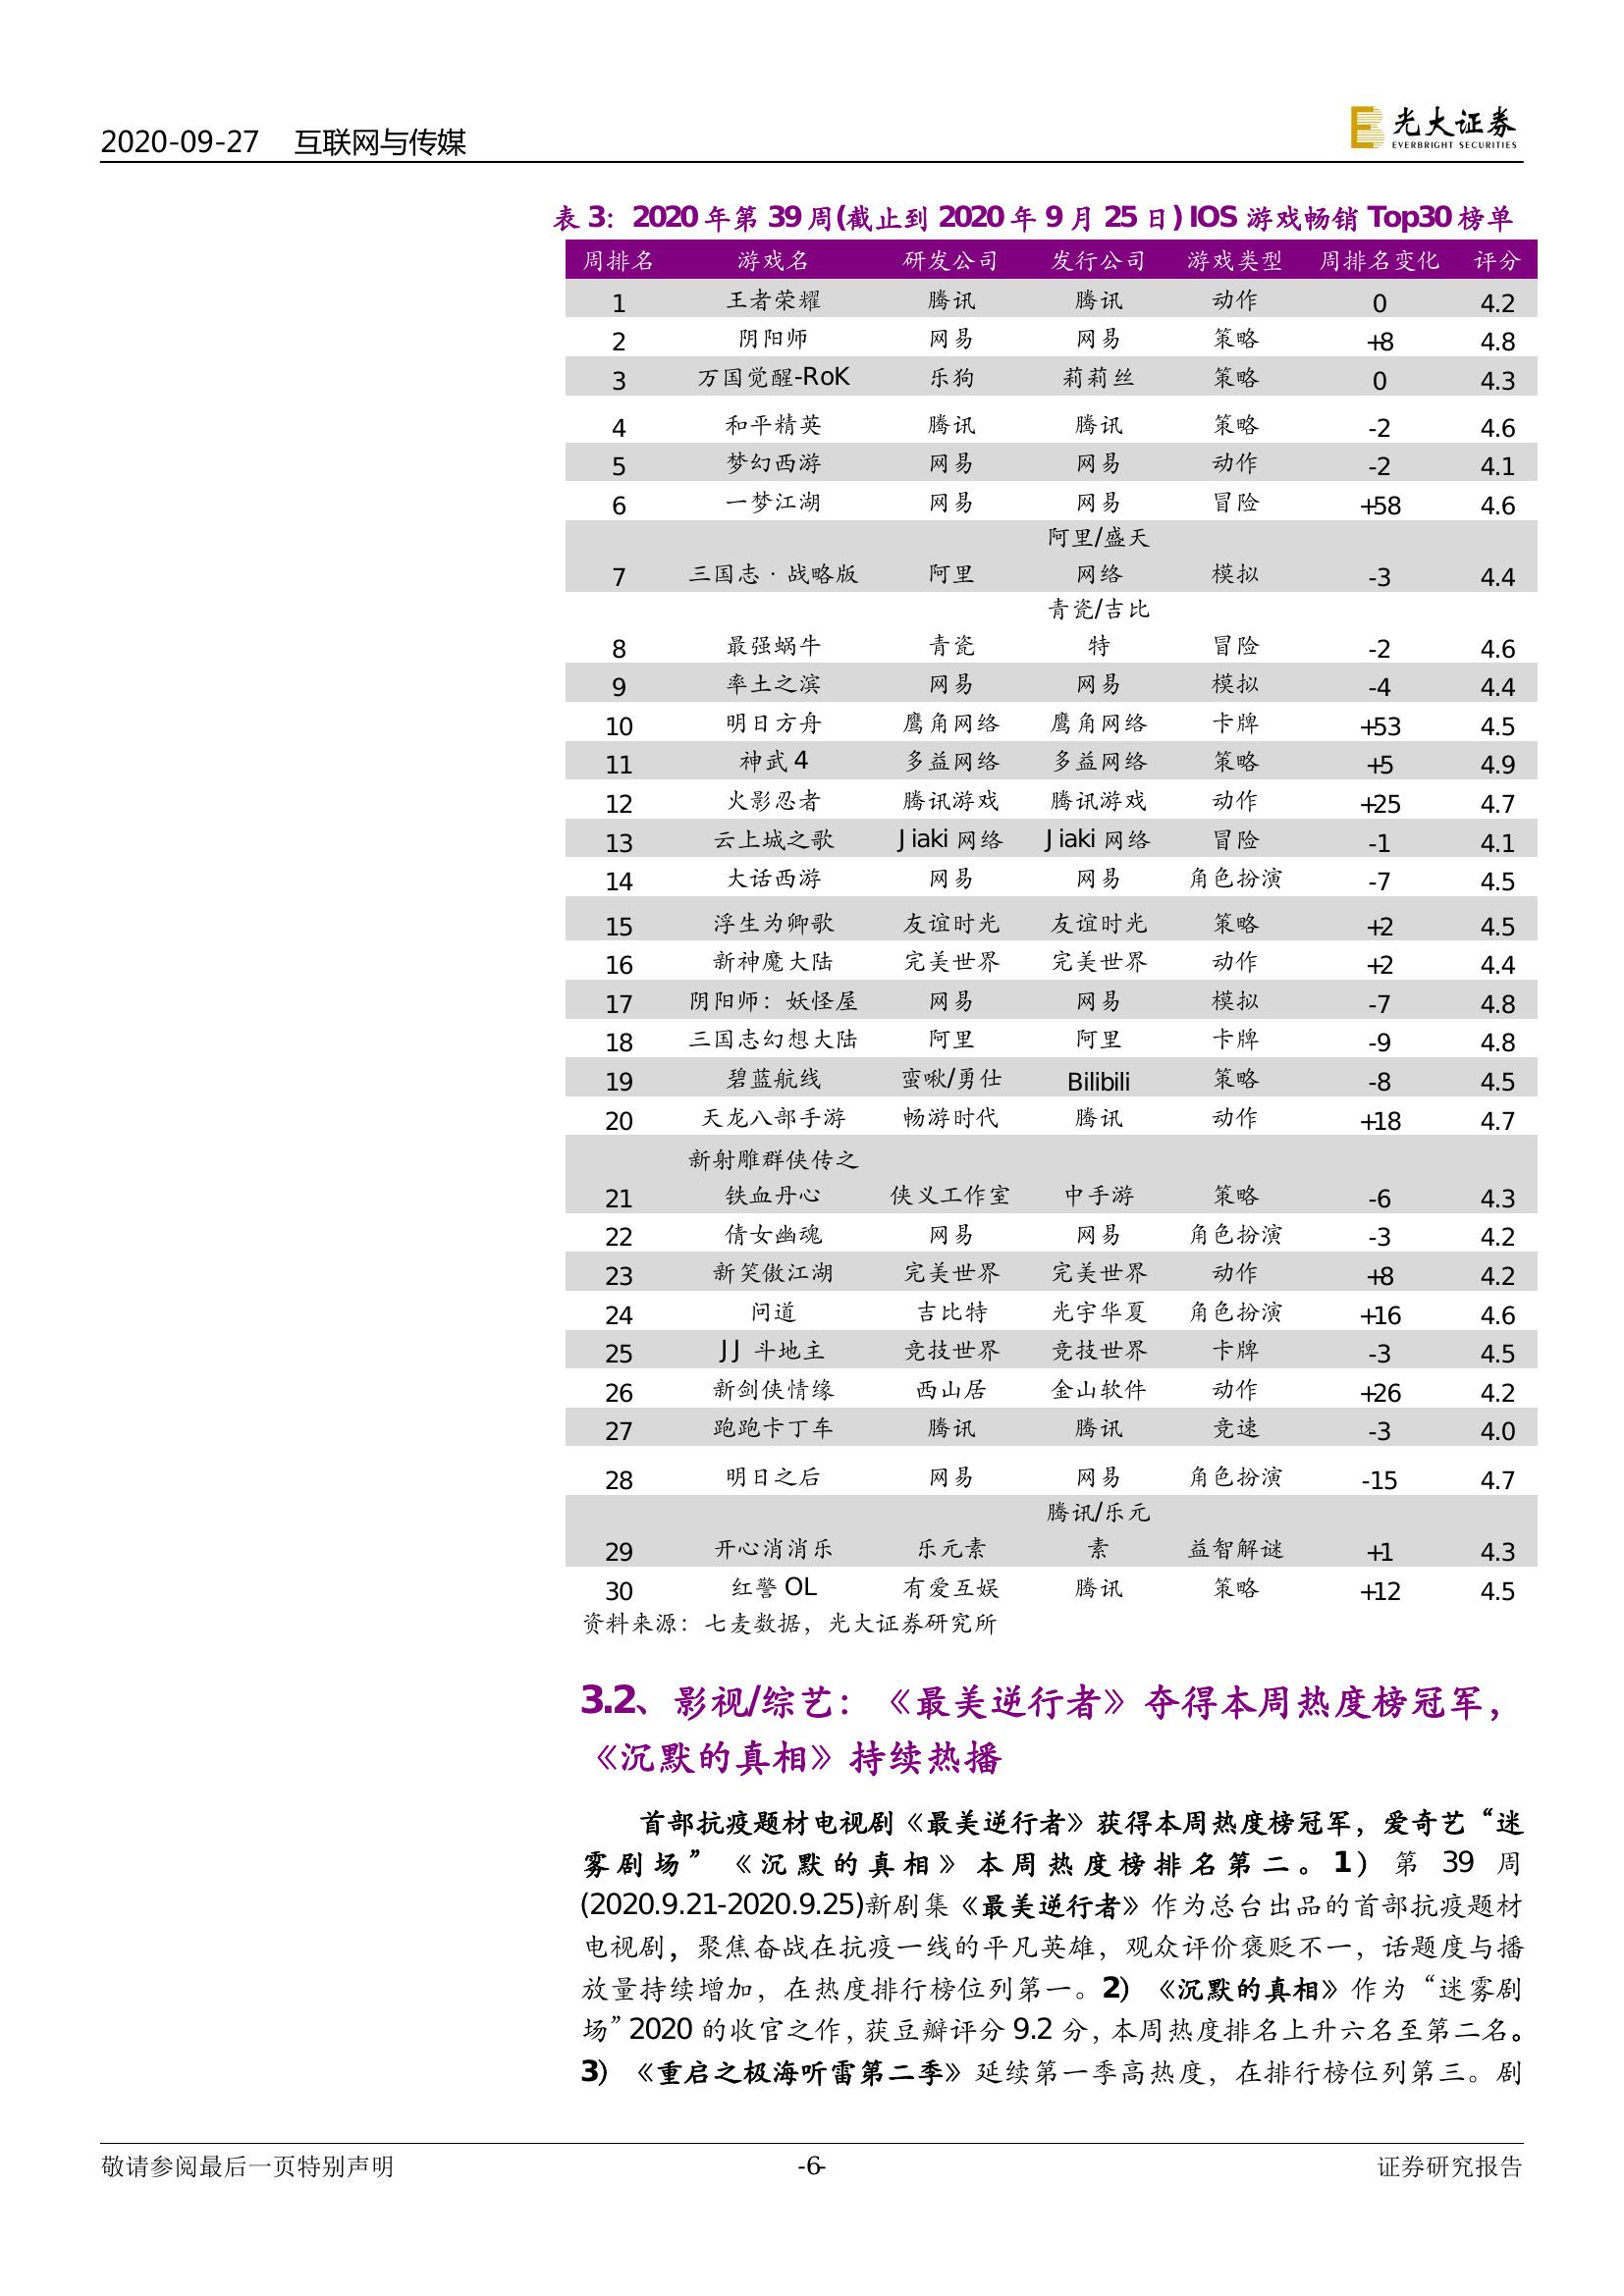 2020-09-27 互联网与传媒
光大证券
EVERBRIGHT SECURITIES
表 3：2020 年第 39 周(截止到 2020 年 9 月 25 日) IOS 游戏畅销 Top30 榜单
周排名 游戏名 研发公司 发行公司 游戏类型 周排名变化 评分
1 王者荣耀 腾讯 腾讯 动作 0 4.2
2 阴阳师 网易 网易 策略 +8 4.8
3 万国觉醒-RoK 乐狗 莉莉丝 策略 0 4.3
4 和平精英 腾讯 腾讯 策略 -2 4.6
5 梦幻西游 网易 网易 动作 -2 4.1
6 一梦江湖 网易 网易 冒险 +58 4.6
阿里/盛天
7 三国志·战略版 阿里 网络 模拟 -3 4.4
青瓷/吉比
8 最强蜗牛 青瓷 特 冒险 -2 4.6
9 率土之滨 网易 网易 模拟 -4 4.4
10 明日方舟 鹰角网络 鹰角网络 卡牌 +53 4.5
11 神武 4 多益网络 多益网络 策略 +5 4.9
12 火影忍者 腾讯游戏 腾讯游戏 动作 +25 4.7
13 云上城之歌 Jiaki 网络 Jiaki 网络 冒险 -1 4.1
14 大话西游 网易 网易 角色扮演 -7 4.5
15 浮生为卿歌 友谊时光 友谊时光 策略 +2 4.5
16 新神魔大陆 完美世界 完美世界 动作 +2 4.4
17 阴阳师：妖怪屋 网易 网易 模拟 -7 4.8
18 三国志幻想大陆 阿里 阿里 卡牌 -9 4.8
19 碧蓝航线 蛮啾/勇仕 Bilibili 策略 -8 4.5
20 天龙八部手游 畅游时代 腾讯 动作 +18 4.7
新射雕群侠传之
21 铁血丹心 侠义工作室 中手游 策略 -6 4.3
22 倩女幽魂 网易 网易 角色扮演 -3 4.2
23 新笑傲江湖 完美世界 完美世界 动作 +8 4.2
24 问道 吉比特 光宇华夏 角色扮演 +16 4.6
25 JJ 斗地主 竞技世界 竞技世界 卡牌 -3 4.5
26 新剑侠情缘 西山居 金山软件 动作 +26 4.2
27 跑跑卡丁车 腾讯 腾讯 竞速 -3 4.0
28 明日之后 网易 网易 角色扮演 -15 4.7
腾讯/乐元
29 开心消消乐 乐元素 素 益智解谜 +1 4.3
30 红警 OL 有爱互娱 腾讯 策略 +12 4.5
资料来源：七麦数据，光大证券研究所
3.2、影视/综艺：《最美逆行者》夺得本周热度榜冠军，
《沉默的真相》持续热播
首部抗疫题材电视剧《最美逆行者》获得本周热度榜冠军，爱奇艺“迷
雾剧场”《沉默的真相》本周热度榜排名第二。1）第 39 周
(2020.9.21-2020.9.25)新剧集《最美逆行者》作为总台出品的首部抗疫题材
电视剧，聚焦奋战在抗疫一线的平凡英雄，观众评价褒贬不一，话题度与播
放量持续增加，在热度排行榜位列第一。2）《沉默的真相》作为“迷雾剧
场”2020 的收官之作，获豆瓣评分 9.2 分，本周热度排名上升六名至第二名。
3）《重启之极海听雷第二季》延续第一季高热度，在排行榜位列第三。剧
敬请参阅最后一页特别声明 -6- 证券研究报告